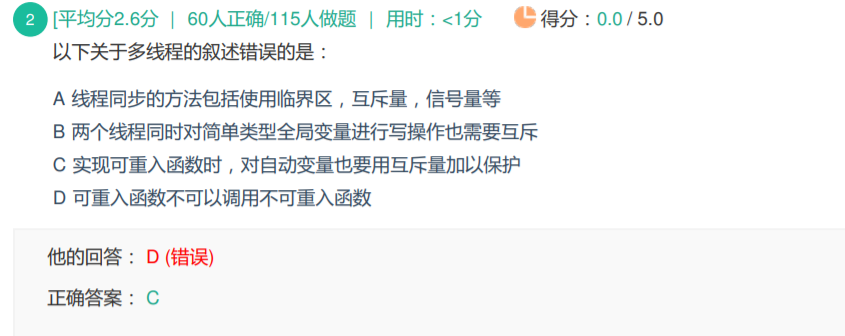 2 [平均分2.6分 | 60人正确/115人做题 | 用时：<1分 得分：0.0 / 5.0
以下关于多线程的叙述错误的是：
A 线程同步的方法包括使用临界区，互斥量，信号量等
B 两个线程同时对简单类型全局变量进行写操作也需要互斥
C 实现可重入函数时，对自动变量也要用互斥量加以保护
D 可重入函数不可以调用不可重入函数
他的回答： D (错误)
正确答案： C